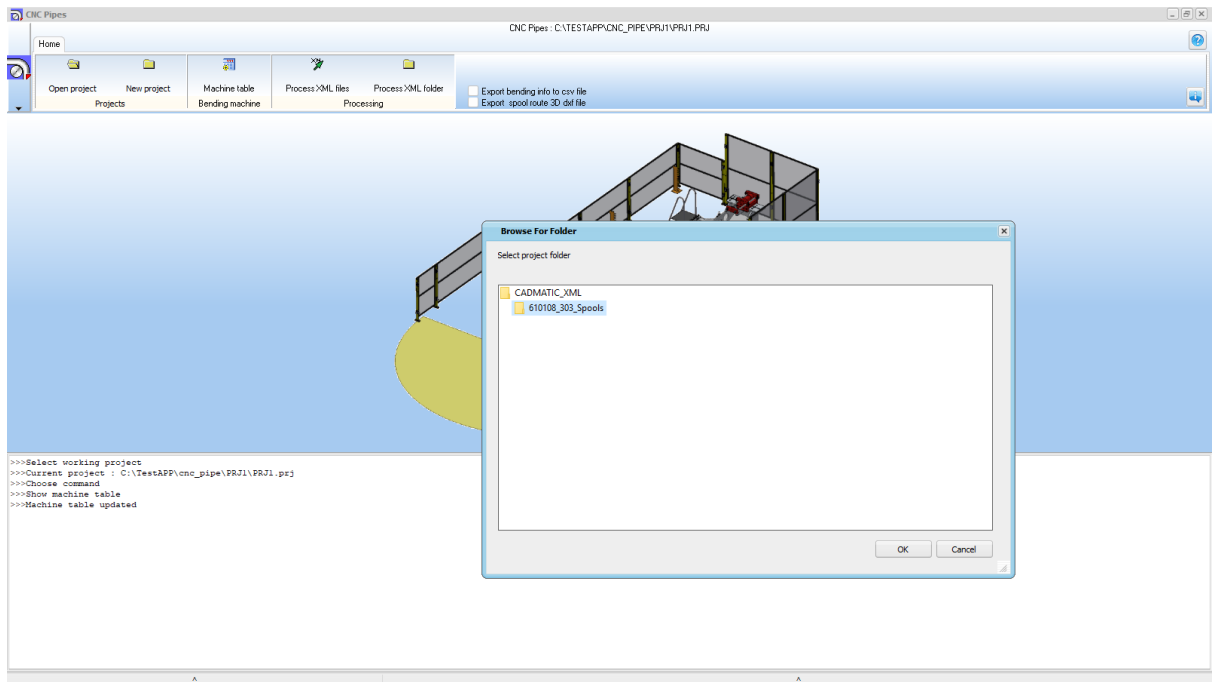 CNC Pipes
CNC Pipes : C:\TESTAPP\CNC_PIPE\PRJ1\PRJ1.PRJ
Home
Open project
New project
Machine table
Process XML files
Process XML folder
Export bending info to csv file
Export spool route 3D dxf file
Projects
Bending machine
Processing
Browse For Folder
Select project folder
CADMATIC_XML
610108_303_Spools
OK
Cancel
>>>Select working project
>>>Current project : C:\TestAPP\cnc_pipe\PRJ1\PRJ1.prj
>>>Choose command
>>>Show machine table
>>>Machine table updated